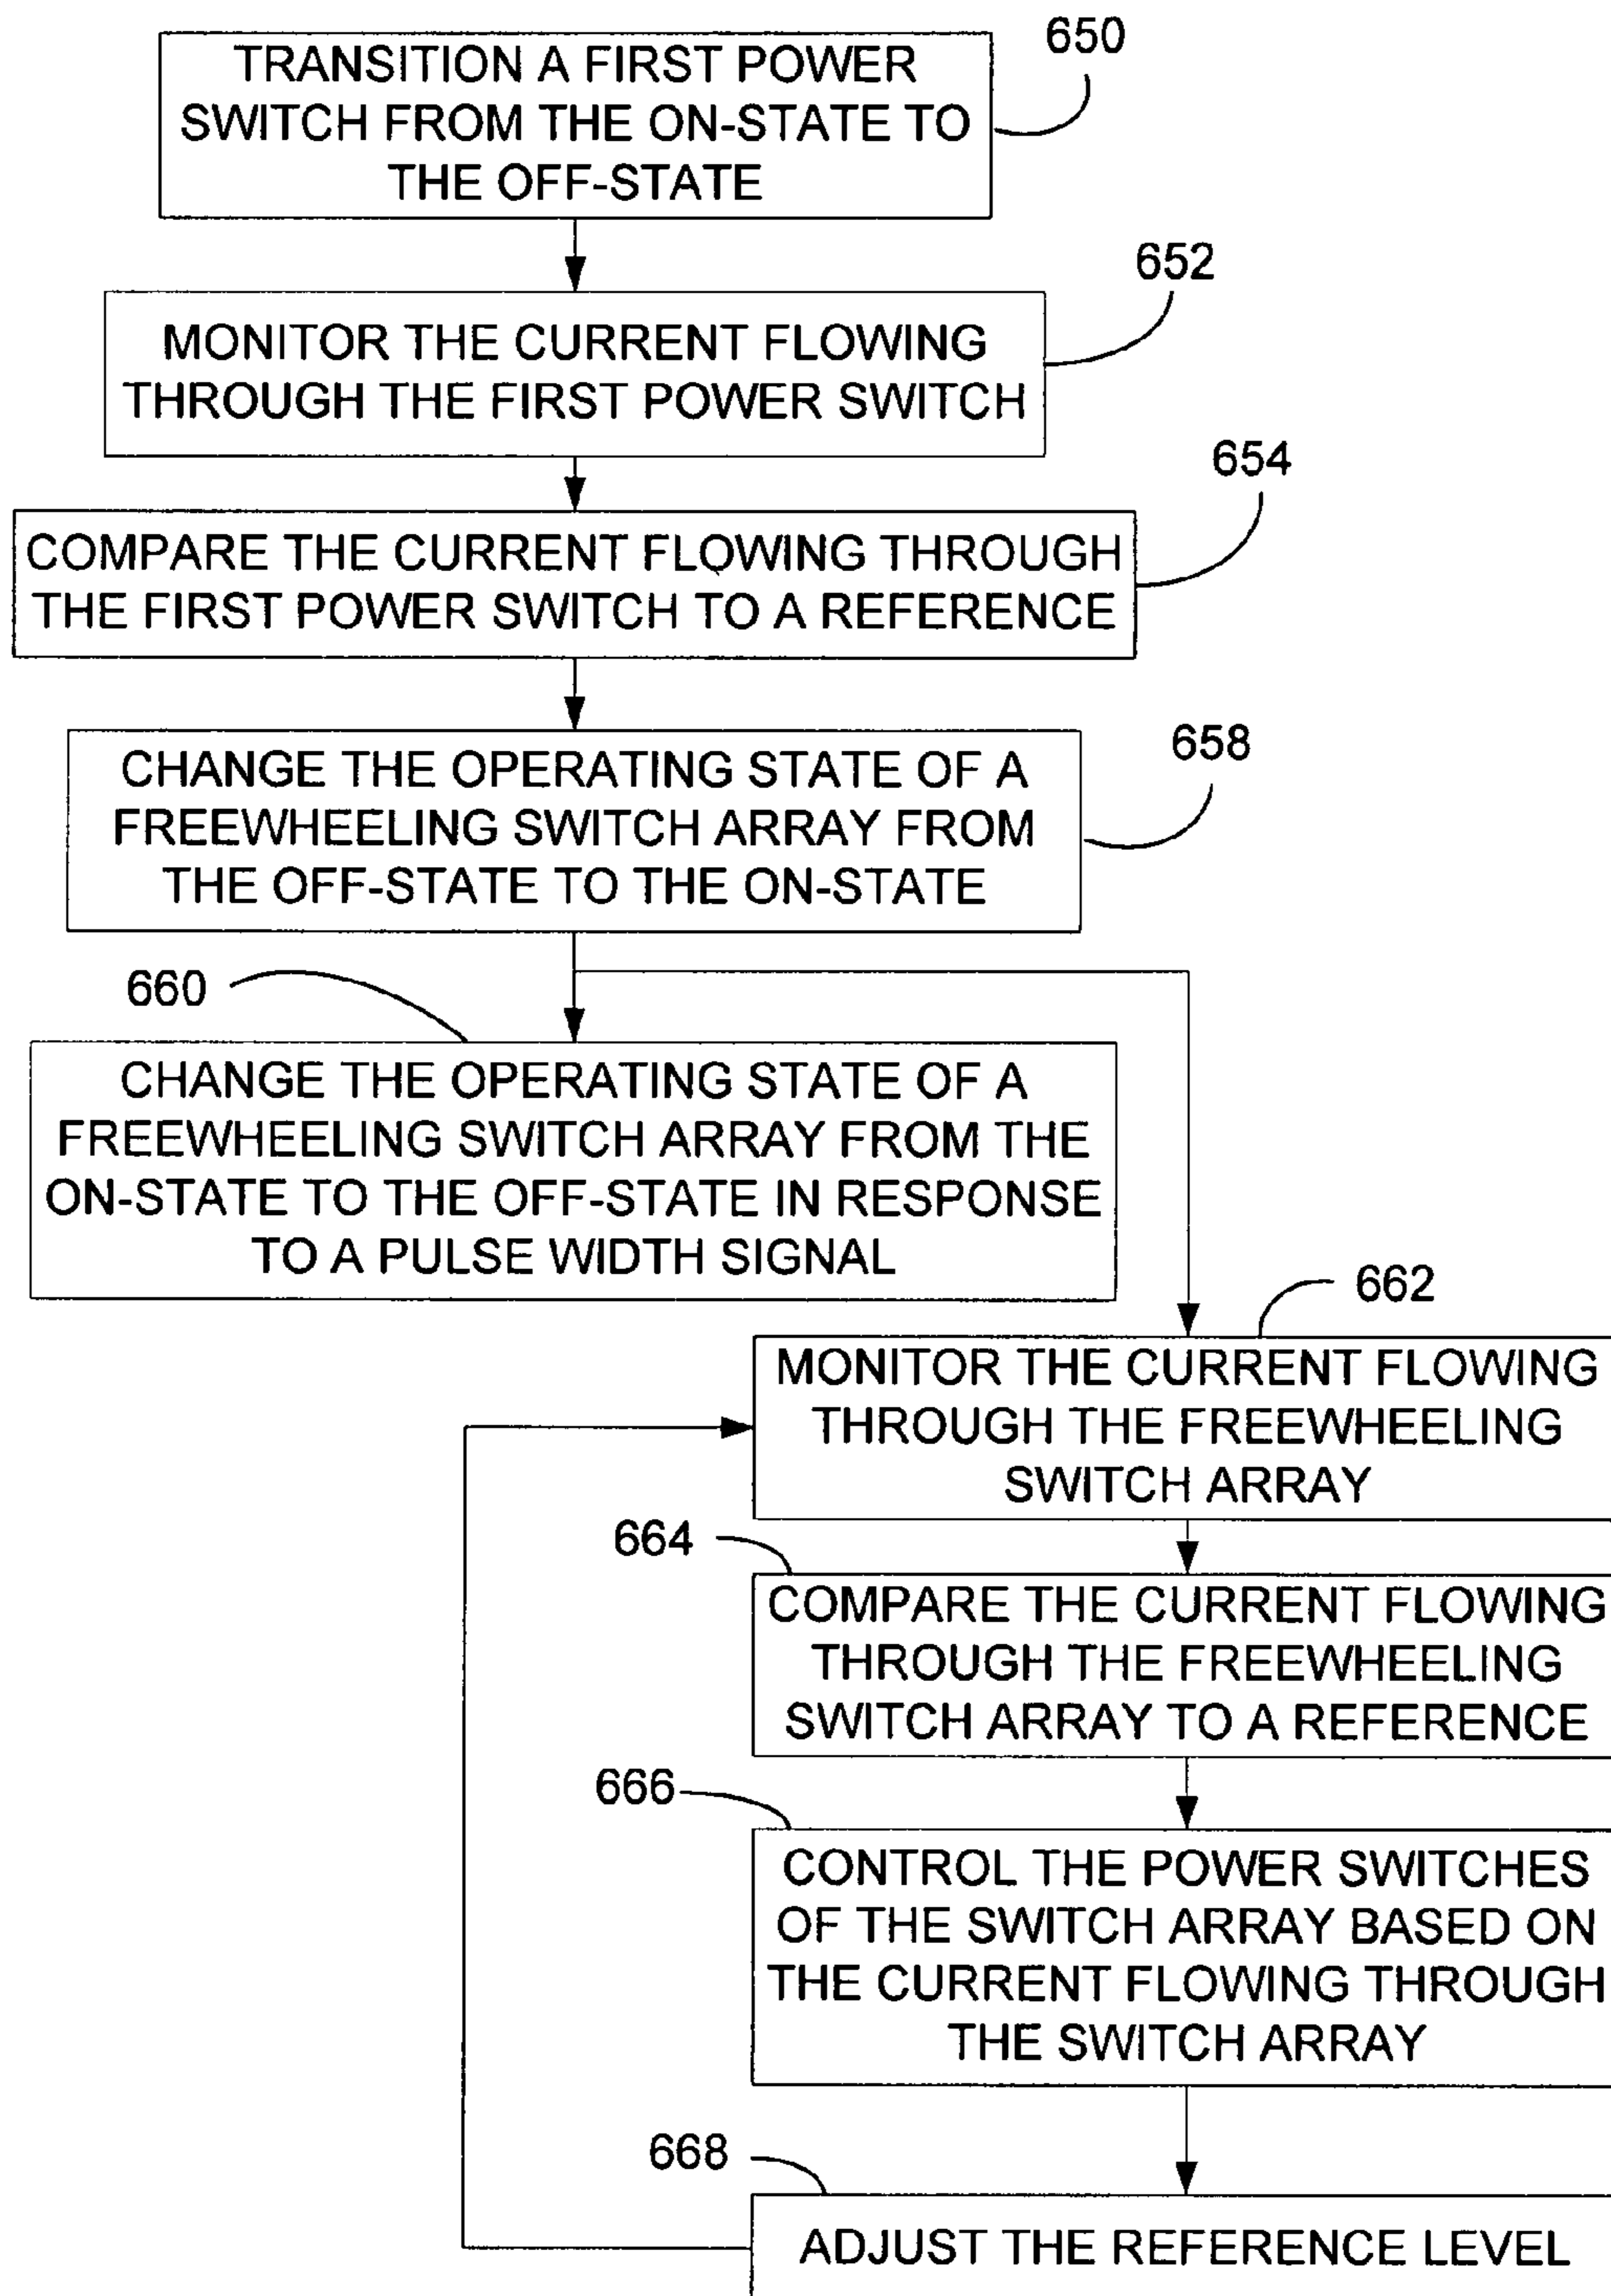 650
TRANSITION A FIRST POWER
SWITCH FROM THE ON-STATE TO
THE OFF-STATE
652
MONITOR THE CURRENT FLOWING
THROUGH THE FIRST POWER SWITCH
654
COMPARE THE CURRENT FLOWING THROUGH
THE FIRST POWER SWITCH TO A REFERENCE
658
CHANGE THE OPERATING STATE OF A
FREEWHEELING SWITCH ARRAY FROM
THE OFF-STATE TO THE ON-STATE
660
CHANGE THE OPERATING STATE OF A
FREEWHEELING SWITCH ARRAY FROM THE
ON-STATE TO THE OFF-STATE IN RESPONSE
TO A PULSE WIDTH SIGNAL
662
MONITOR THE CURRENT FLOWING
THROUGH THE FREEWHEELING
SWITCH ARRAY
664
COMPARE THE CURRENT FLOWING
THROUGH THE FREEWHEELING
SWITCH ARRAY TO A REFERENCE
666
CONTROL THE POWER SWITCHES
OF THE SWITCH ARRAY BASED ON
THE CURRENT FLOWING THROUGH
THE SWITCH ARRAY
668
ADJUST THE REFERENCE LEVEL